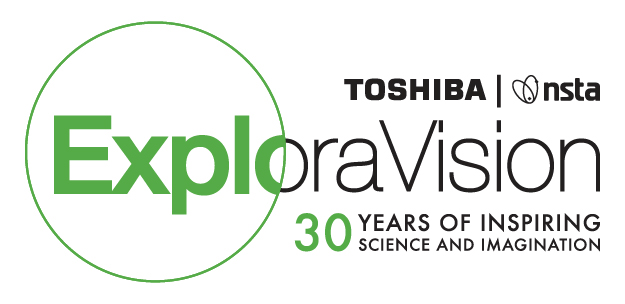 TOSHIBA | nsta
ExploraVision
30 YEARS OF INSPIRING
SCIENCE AND IMAGINATION